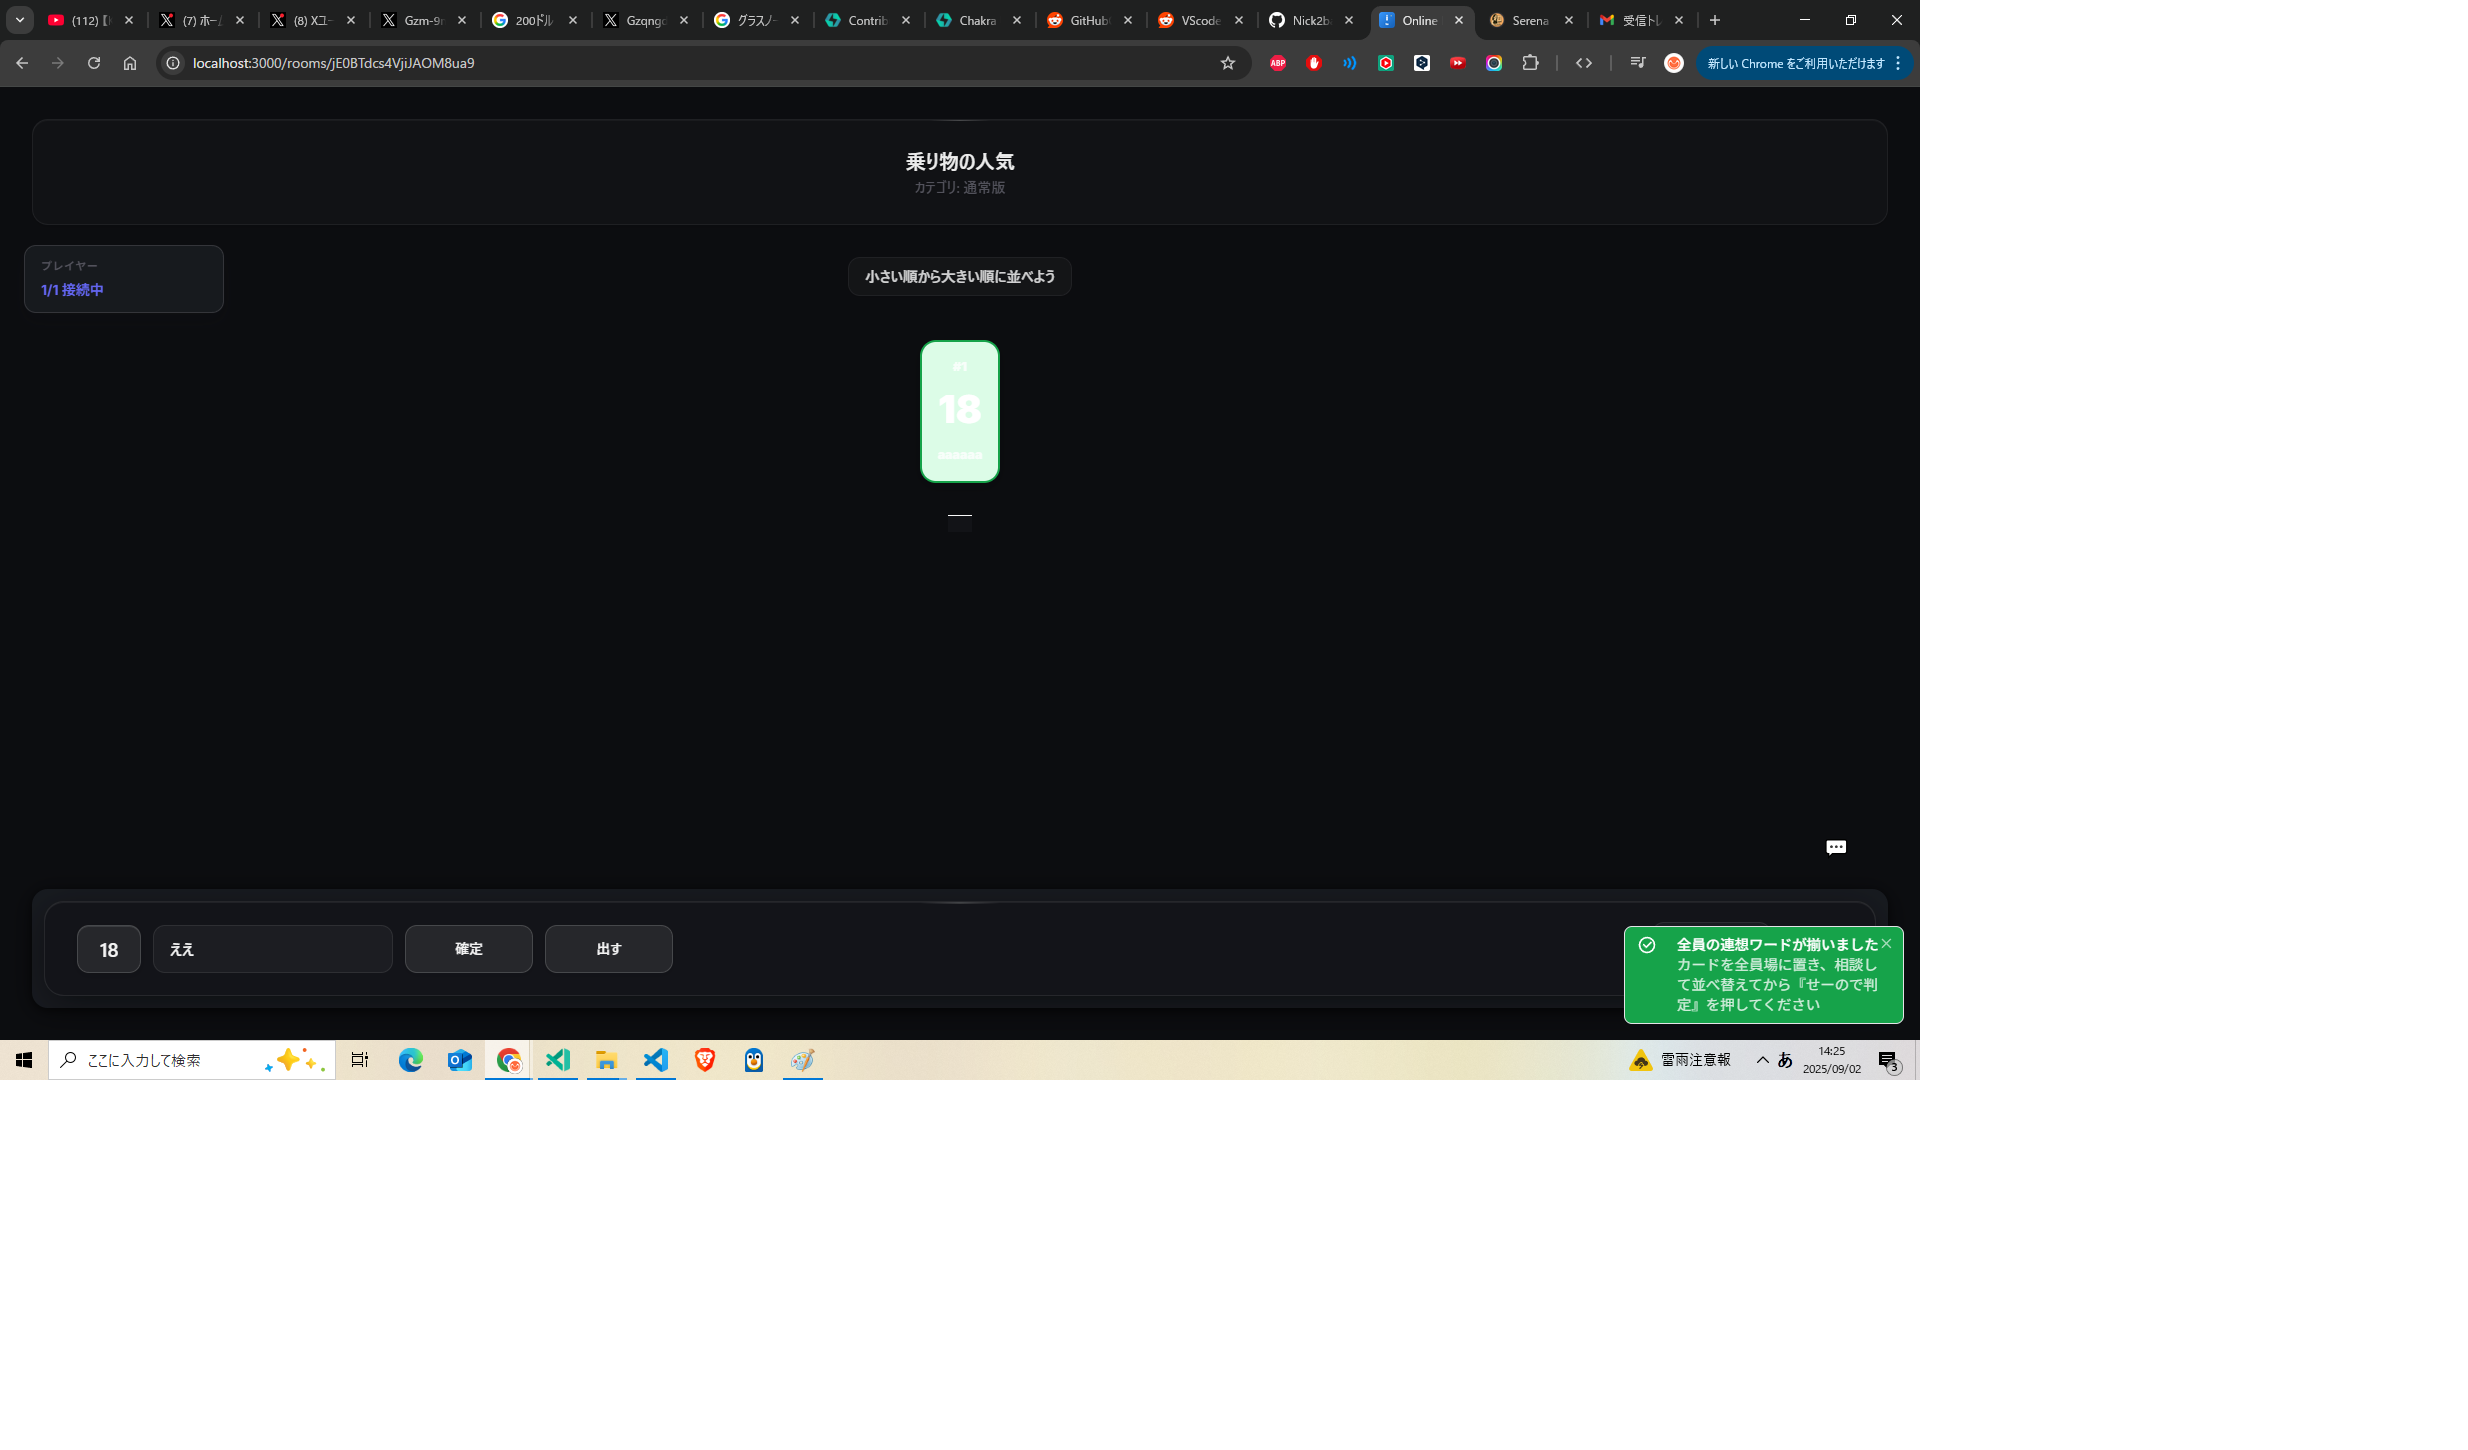 (112) 【
(7) ホーム
(8) Xユー
Gzm-9r
200ドル
Gzqngd
グラスノー
Contrib
Chakra
GitHub
VScode
Nick2b
Online
Serena
受信トレ
localhost:3000/rooms/jE0BTdcs4VjiJAOM8ua9
ABP
新しい Chrome をご利用いただけます
乗り物の人気
カテゴリ: 通常版
プレイヤー
1/1 接続中
小さい順から大きい順に並べよう
#1
18
aaaaaa
18
ええ
確定
出す
全員の連想ワードが揃いました
カードを全員場に置き、相談し
て並べ替えてから『せーので判
定』を押してください
ここに入力して検索
雷雨注意報
あ
14:25
2025/09/02
3